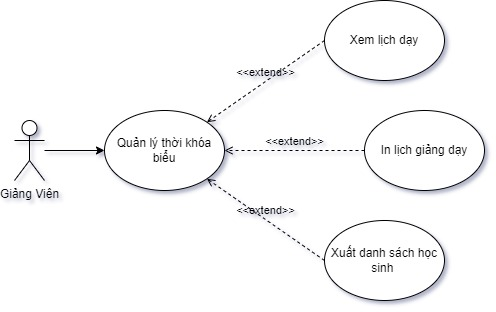 Xem lịch dạy
<<extend>>
Quản lý thời khóa
biểu
<<extend>>
In lịch giảng dạy
Giảng Viên
<<extend>>
Xuất danh sách học
sinh